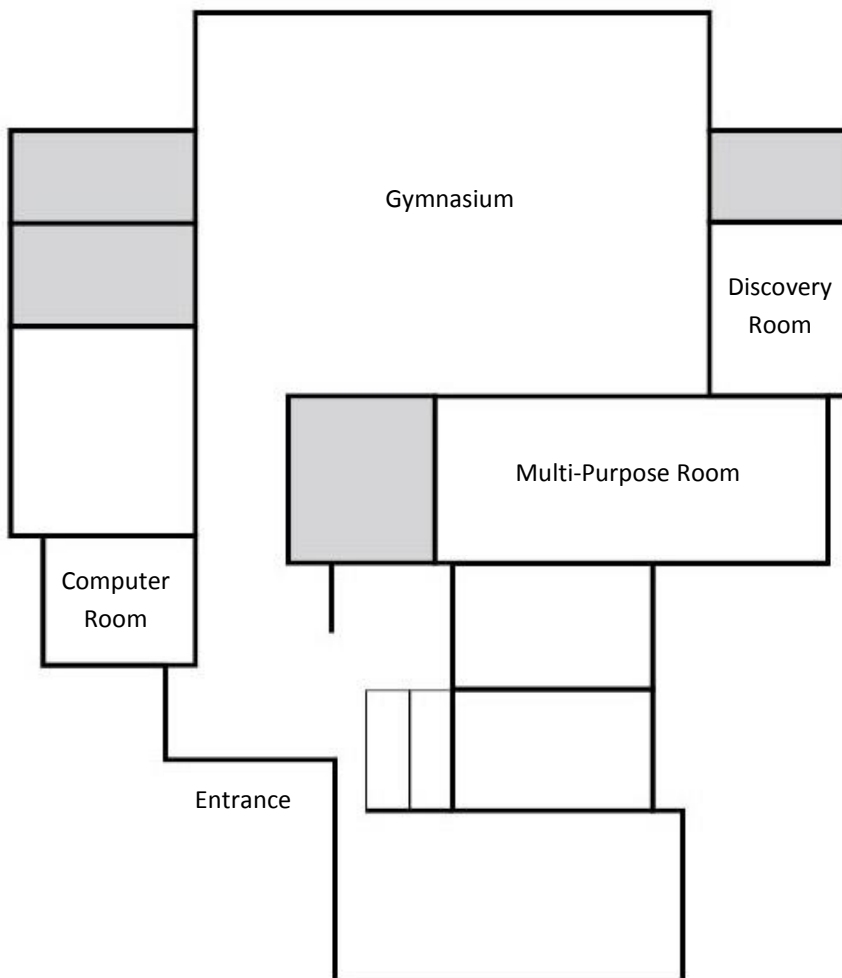 Gymnasium
Discovery
Room
Multi-Purpose Room
Computer
Room
Entrance